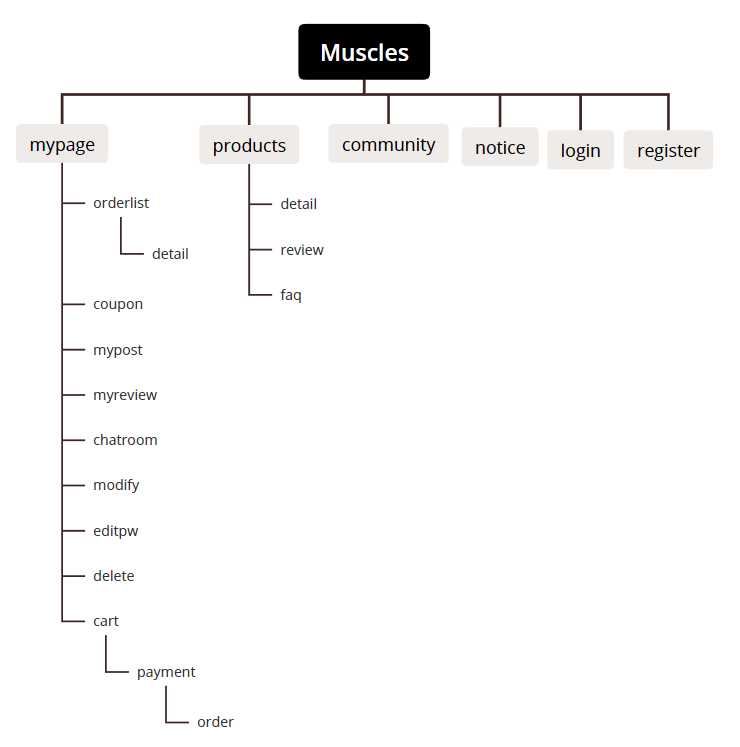 Muscles
mypage
products
community
notice
login
register
orderlist
detail
coupon
mypost
myreview
chatroom
modify
editpw
delete
cart
payment
order
detail
review
faq